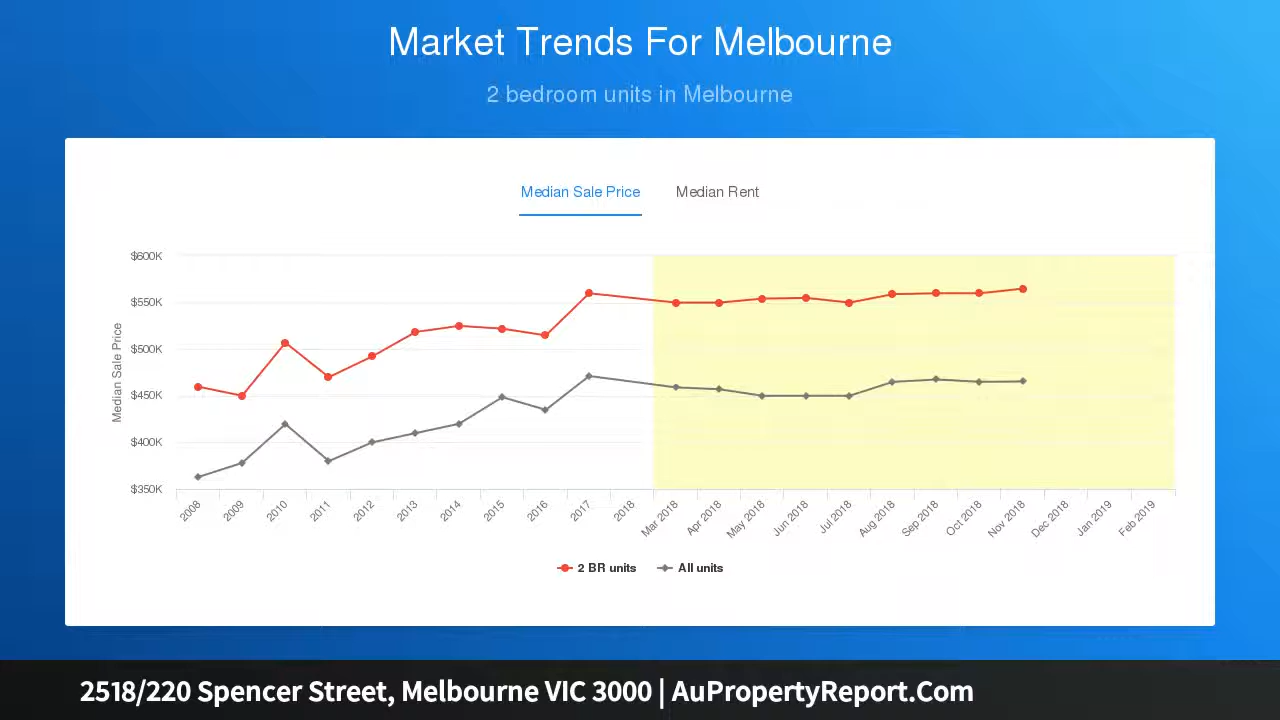 Market Trends For Melbourne
2 bedroom units in Melbourne
Median Sale Price
Median Rent
Median Sale Price
$600K
$550K
$500K
$450K
$400K
$350K
2008
2009
2010
2011
2012
2013
2014
2015
2016
2017
2018
Mar 2018
Apr 2018
May 2018
Jun 2018
Jul 2018
Aug 2018
Sep 2018
Oct 2018
Nov 2018
Dec 2018
Jan 2019
Feb 2019
2 BR units
All units
2518/220 Spencer Street, Melbourne VIC 3000 | AuPropertyReport.Com